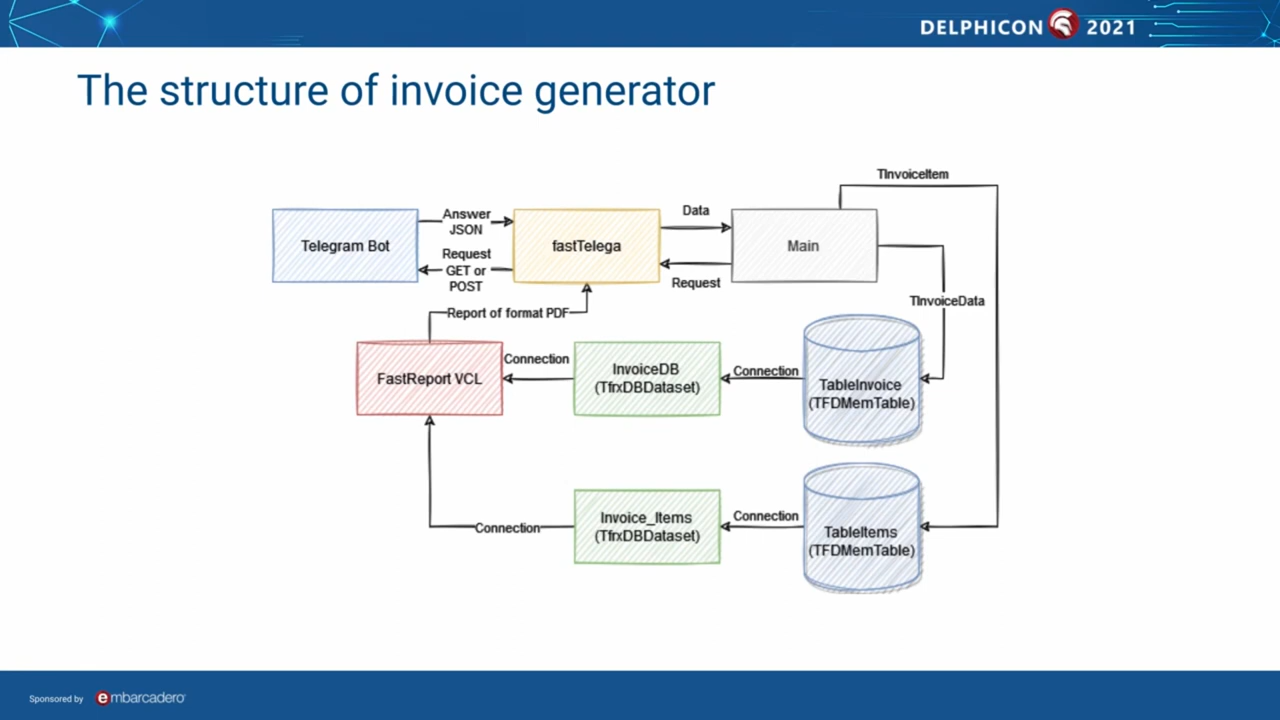 DELPHICON 2021
The structure of invoice generator
TInvoiceItem
Answer
JSON
Data
Telegram Bot
fastTelega
Main
Request
GET or
POST
Request
TInvoiceData
Report of format PDF
FastReport VCL
Connection
InvoiceDB
(TfrxDBDataset)
Connection
TableInvoice
(TFDMemTable)
Connection
Invoice_Items
(TfrxDBDataset)
Connection
TableItems
(TFDMemTable)
Sponsored by
embarcadero